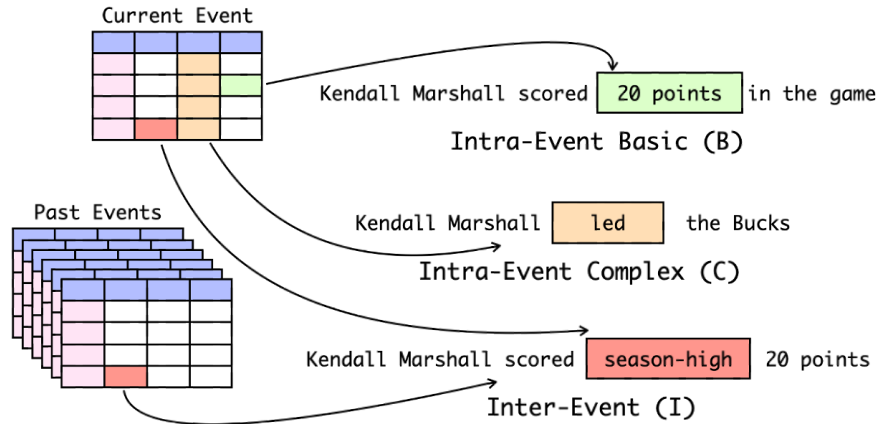 Current Event
Kendall Marshall scored 20 points in the game
Intra-Event Basic (B)
Past Events
Kendall Marshall led the Bucks
Intra-Event Complex (C)
Kendall Marshall scored season-high 20 points
Inter-Event (I)